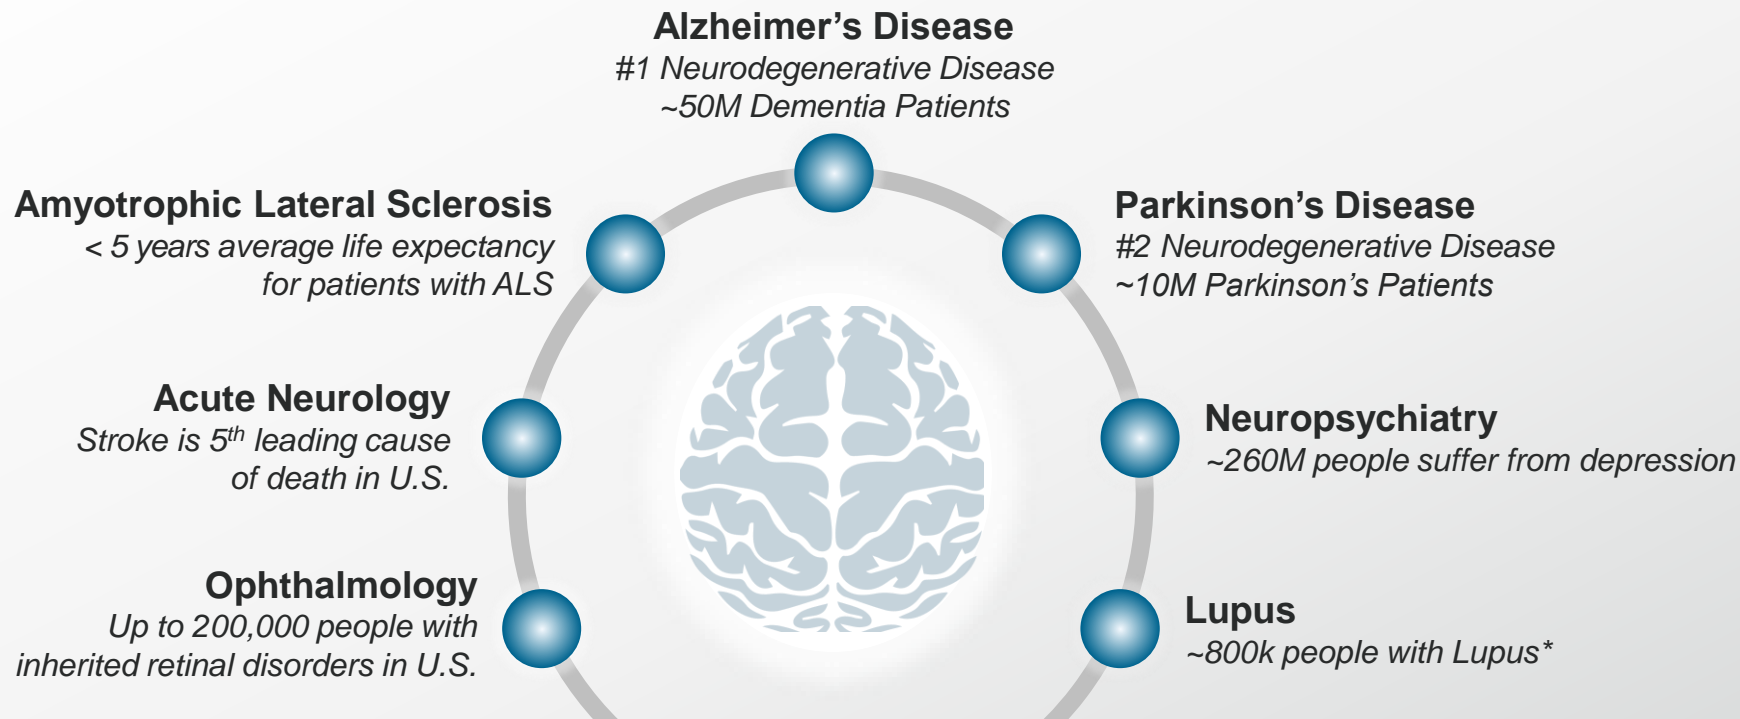 Alzheimer’s Disease
#1 Neurodegenerative Disease
~50M Dementia Patients
Amyotrophic Lateral Sclerosis
< 5 years average life expectancy
for patients with ALS
Parkinson’s Disease
#2 Neurodegenerative Disease
~10M Parkinson’s Patients
Acute Neurology
Stroke is 5th leading cause
of death in U.S.
Neuropsychiatry
~260M people suffer from depression
Ophthalmology
Up to 200,000 people with
inherited retinal disorders in U.S.
Lupus
~800k people with Lupus*